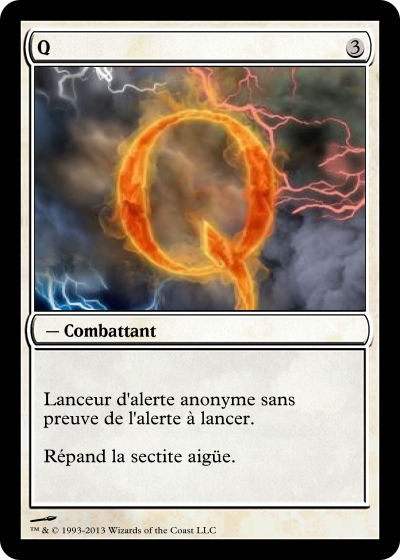 Q 3
— Combattant
Lanceur d'alerte anonyme sans
preuve de l'alerte à lancer.
Répand la sectite aigüe.
™ & © 1993-2013 Wizards of the Coast LLC